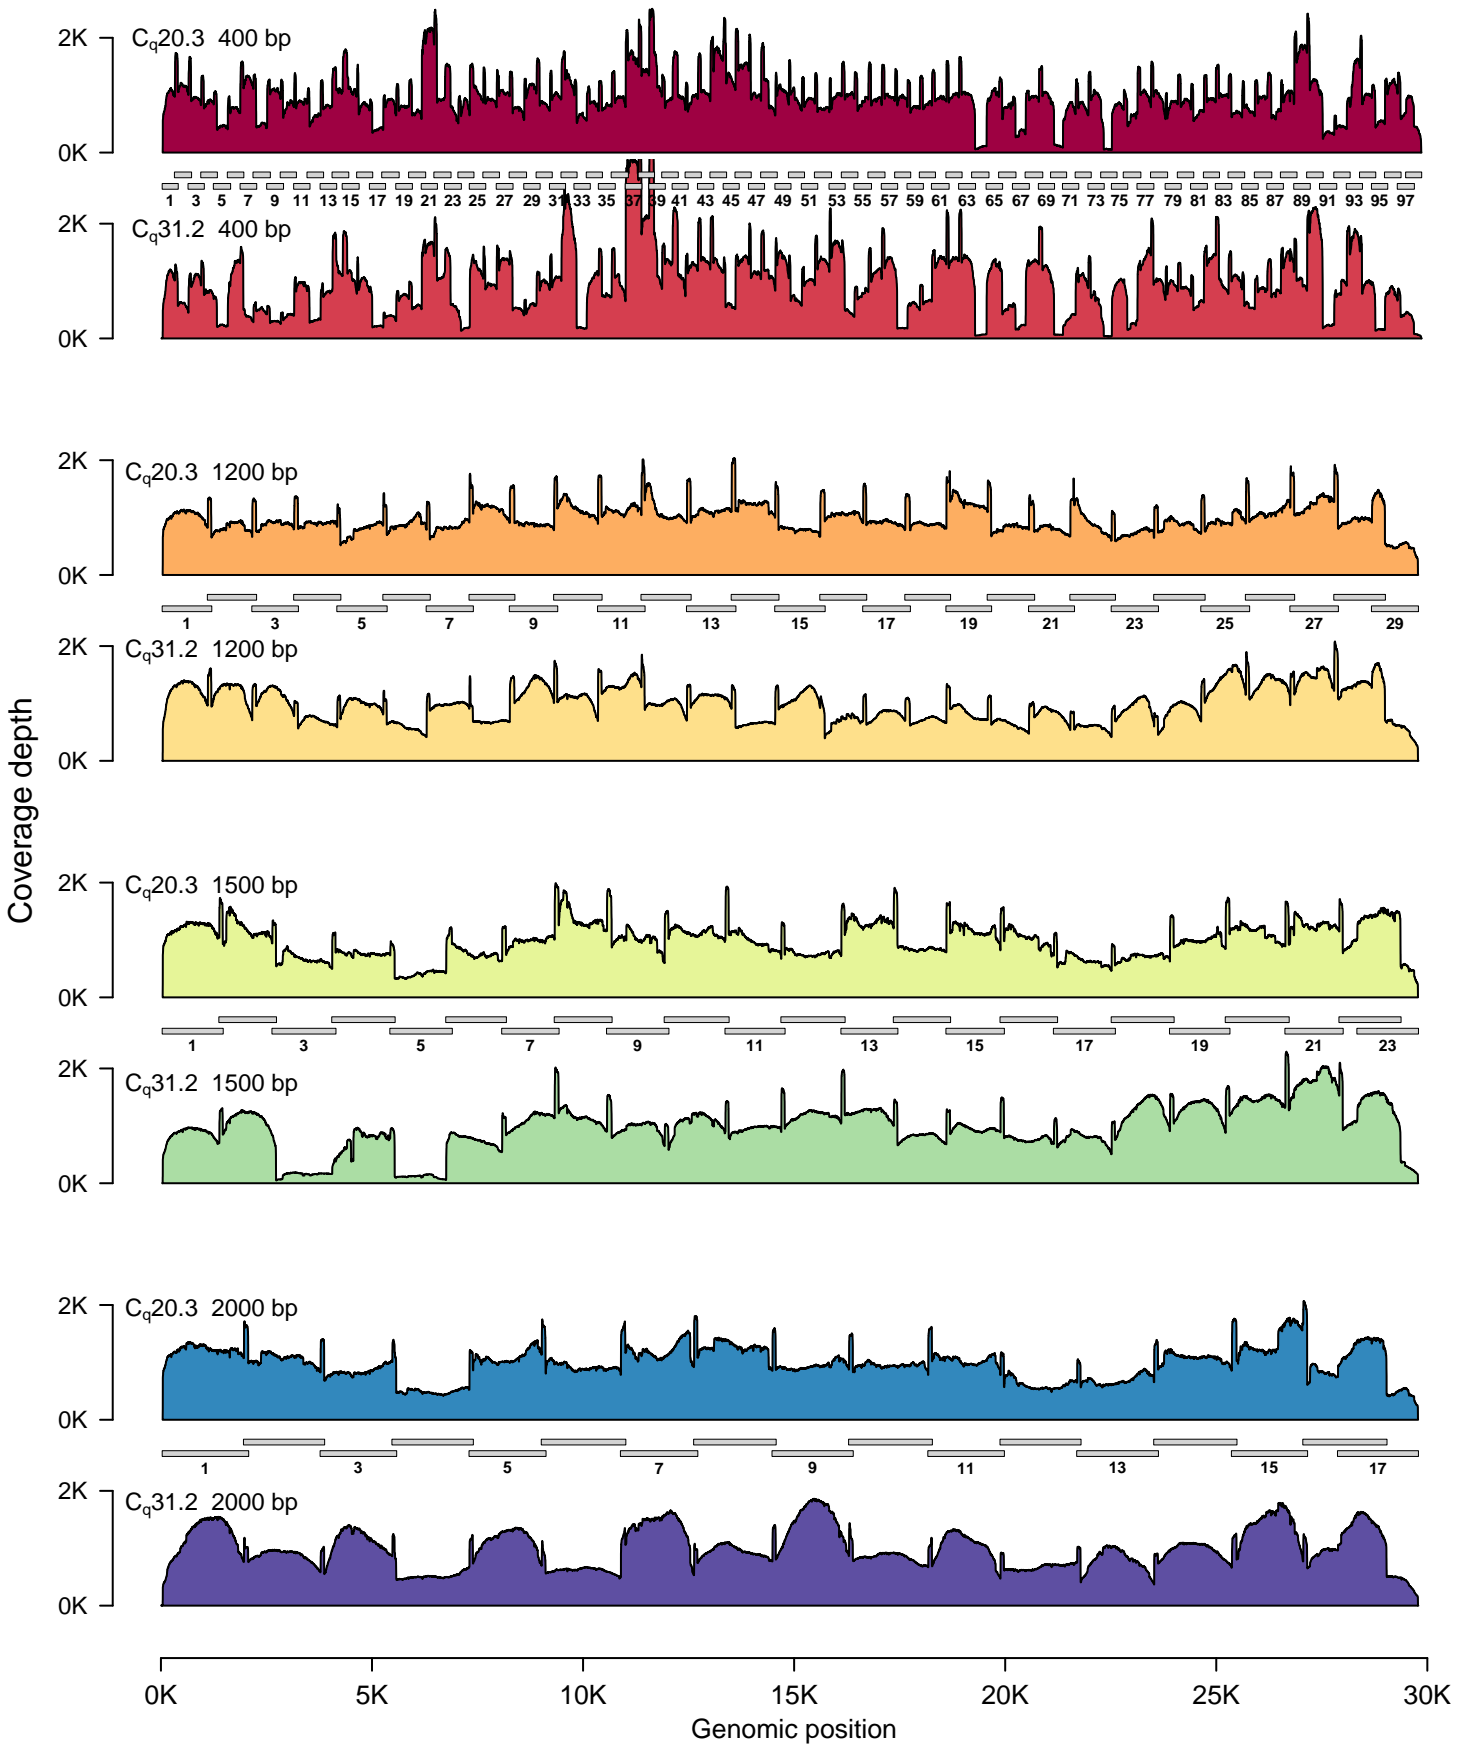 2K
Cq20.3 400 bp
0K
1 3 5 7 9 11 13 15 17 19 21 23 25 27 29 31 33 35 37 39 41 43 45 47 49 51 53 55 57 59 61 63 65 67 69 71 73 75 77 79 81 83 85 87 89 91 93 95 97
2K
Cq31.2 400 bp
0K
2K
Cq20.3 1200 bp
0K
1 3 5 7 9 11 13 15 17 19 21 23 25 27 29
2K
Cq31.2 1200 bp
0K
Coverage depth
2K
Cq20.3 1500 bp
0K
1 3 5 7 9 11 13 15 17 19 21 23
2K
Cq31.2 1500 bp
0K
2K
Cq20.3 2000 bp
0K
1 3 5 7 9 11 13 15 17
2K
Cq31.2 2000 bp
0K
0K 5K 10K 15K 20K 25K 30K
Genomic position